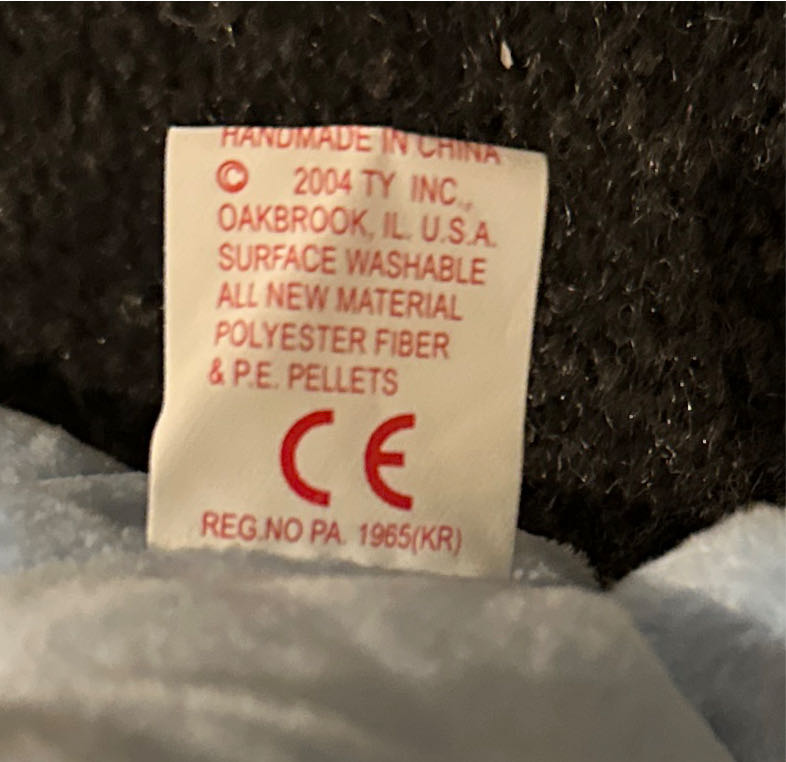 HANDMADE IN CHINA
© 2004 TY INC.,
OAKBROOK, IL. U.S.A.
SURFACE WASHABLE
ALL NEW MATERIAL
POLYESTER FIBER
& P.E. PELLETS
CE
REG.NO PA. 1965(KR)